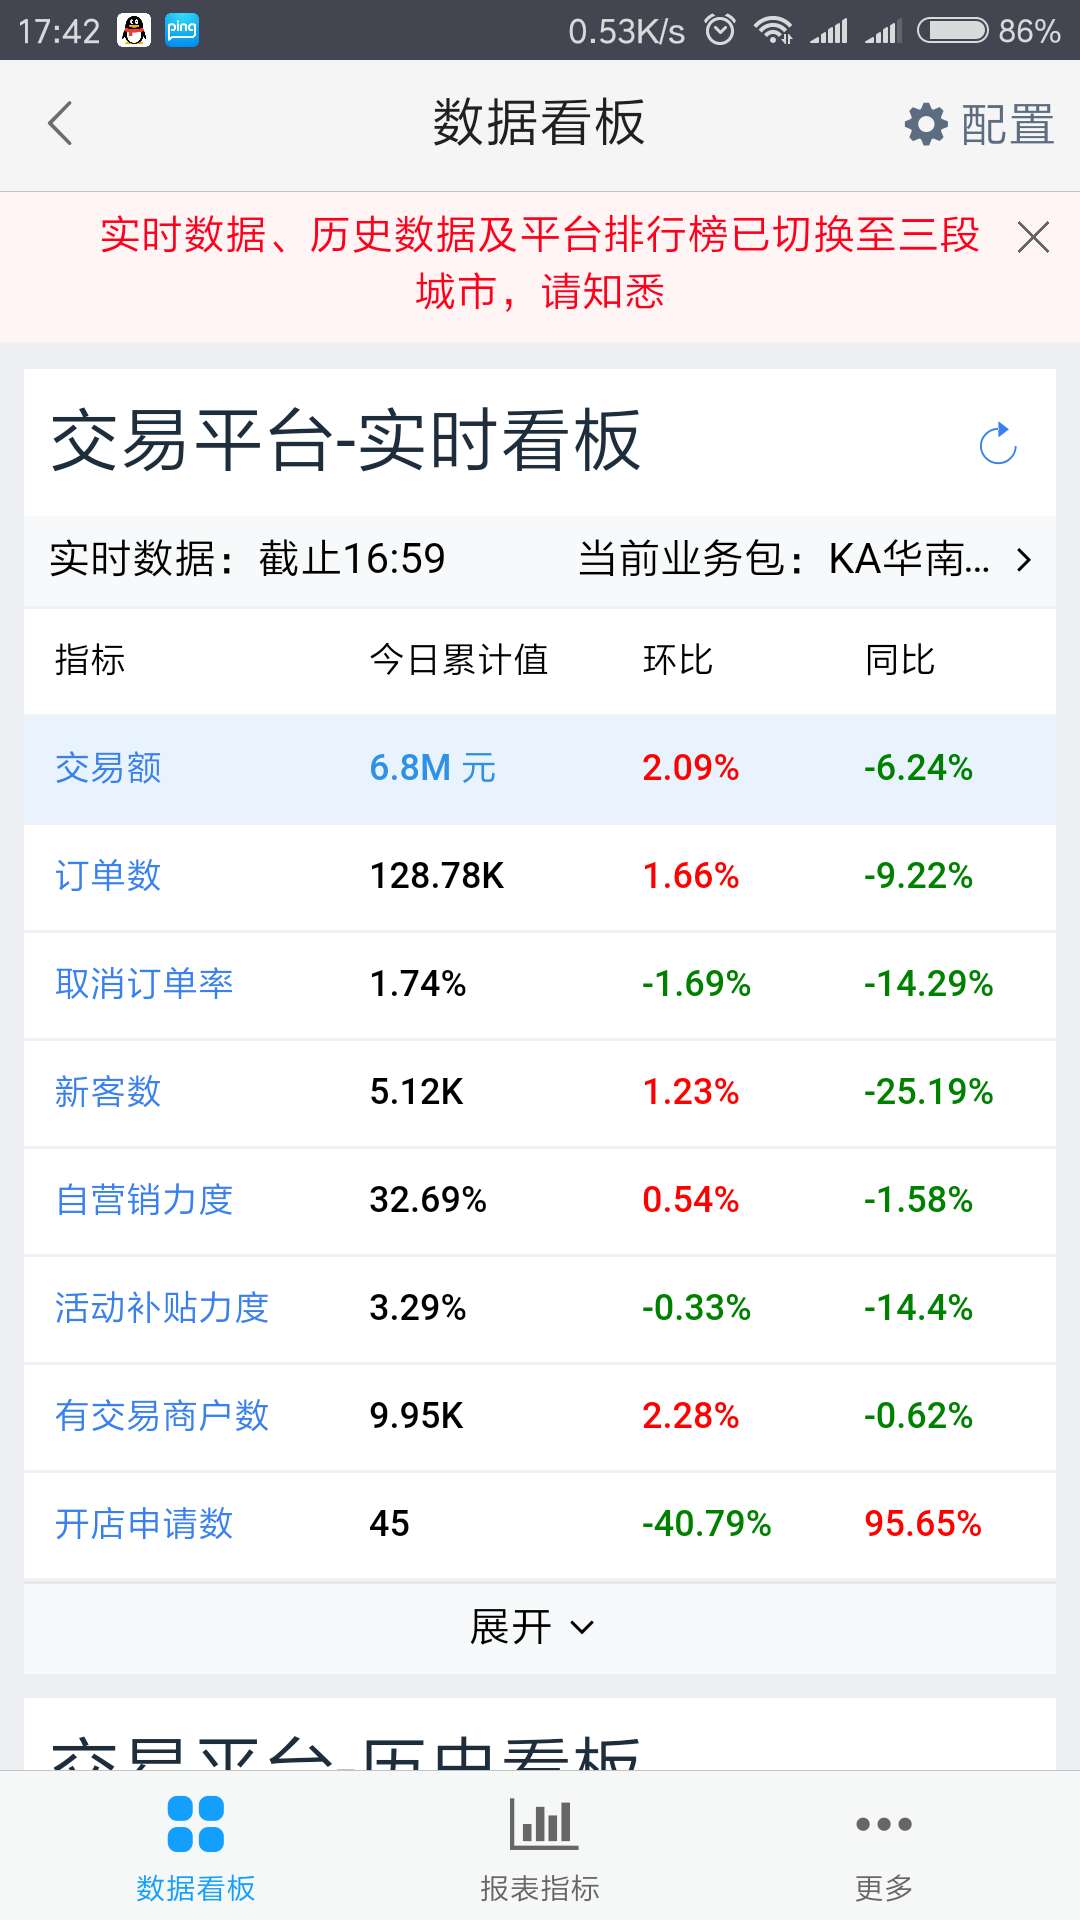 17:42 ping 0.53K/s 86%
数据看板 配置
实时数据、历史数据及平台排行榜已切换至三段
城市，请知悉
交易平台-实时看板
实时数据：截止16:59 当前业务包：KA华南...
指标 今日累计值 环比 同比
交易额 6.8M 元 2.09% -6.24%
订单数 128.78K 1.66% -9.22%
取消订单率 1.74% -1.69% -14.29%
新客数 5.12K 1.23% -25.19%
自营销力度 32.69% 0.54% -1.58%
活动补贴力度 3.29% -0.33% -14.4%
有交易商户数 9.95K 2.28% -0.62%
开店申请数 45 -40.79% 95.65%
展开
交易平台-历史看板
数据看板 报表指标 更多